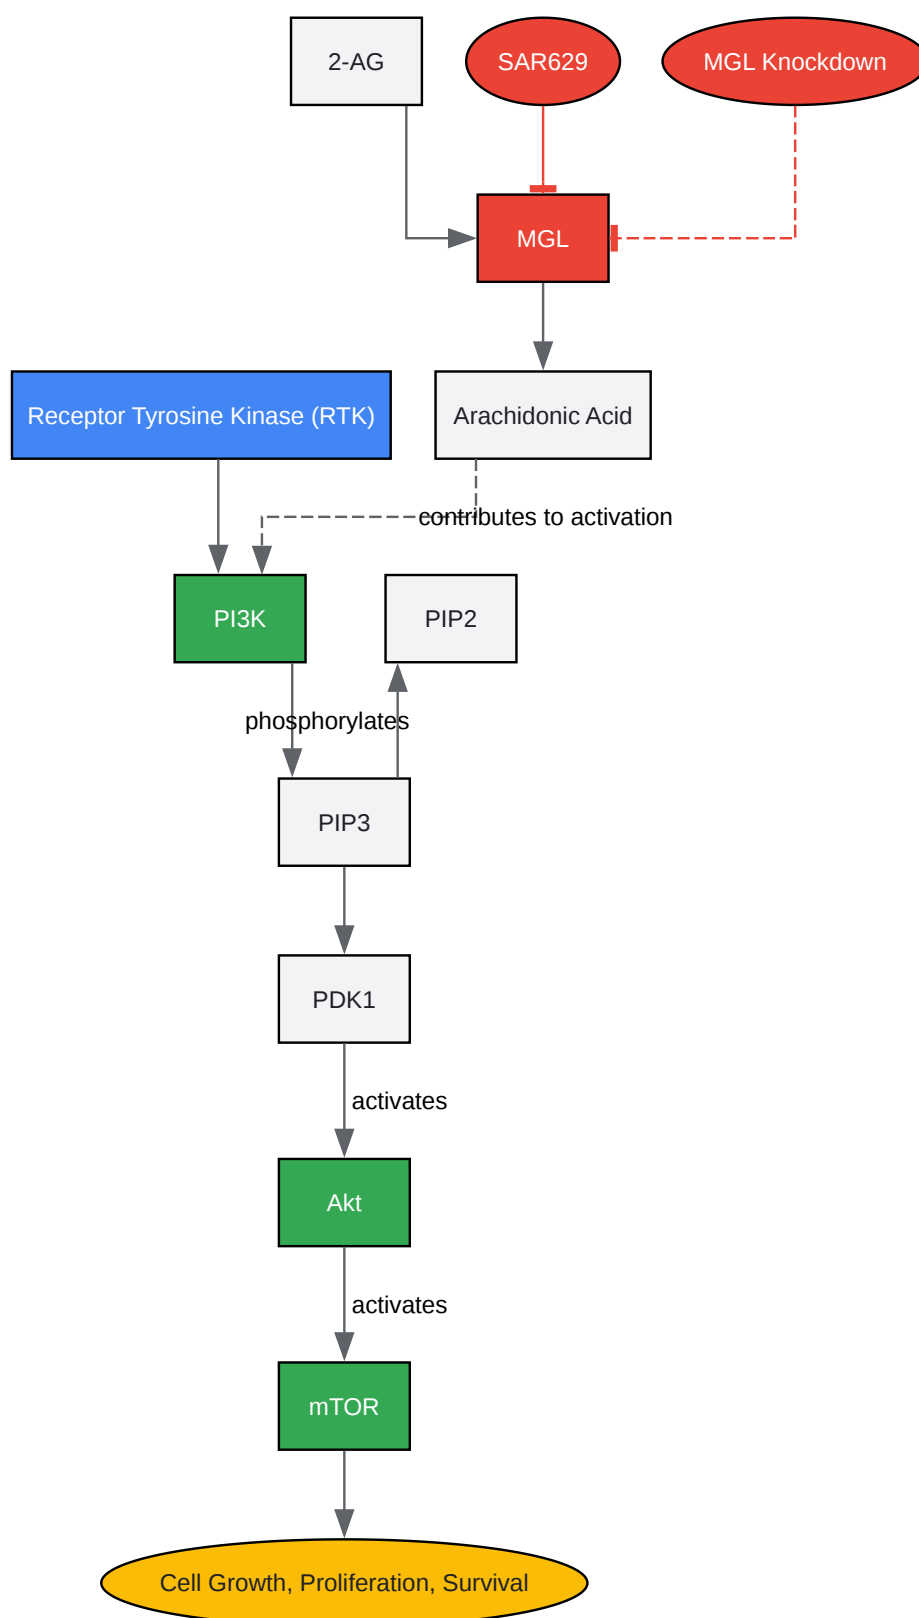 2-AG
SAR629
MGL Knockdown
MGL
Receptor Tyrosine Kinase (RTK)
Arachidonic Acid
contributes to activation
PI3K
PIP2
phosphorylates
PIP3
PDK1
activates
Akt
activates
mTOR
Cell Growth, Proliferation, Survival